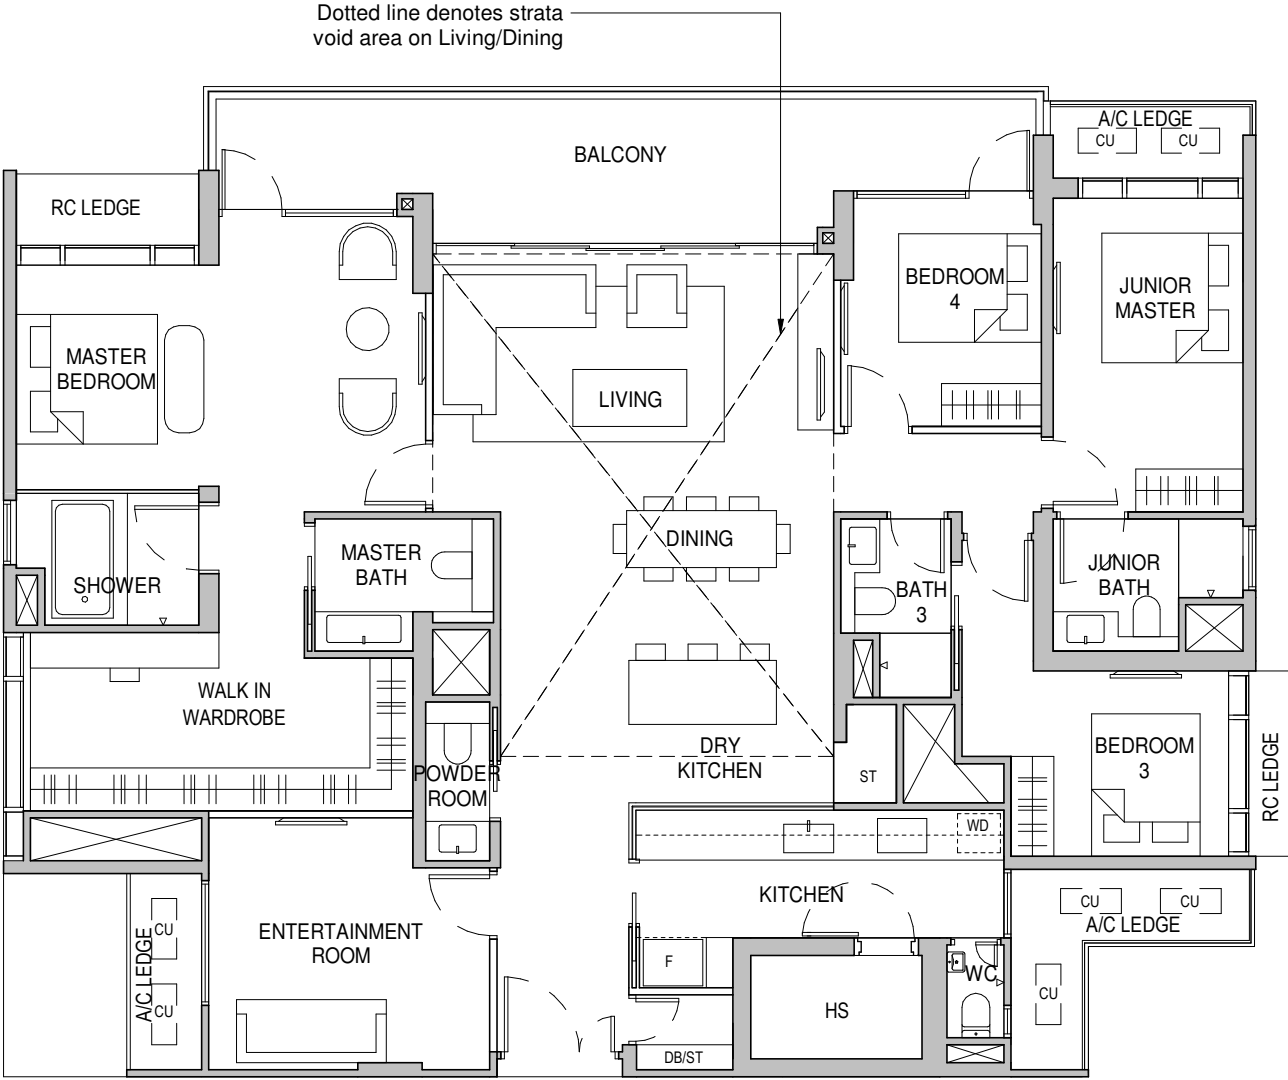 Dotted line denotes strata
void area on Living/Dining
A/C LEDGE
CU
CU
BALCONY
RC LEDGE
BEDROOM
4
JUNIOR
MASTER
MASTER
BEDROOM
LIVING
DINING
MASTER
BATH
SHOWER
BATH
3
JUNIOR
BATH
WALK IN
WARDROBE
DRY
KITCHEN
BEDROOM
3
RC LEDGE
POWDER
ROOM
ST
WD
KITCHEN
CU
CU
A/C LEDGE
CU
ENTERTAINMENT
ROOM
A/C LEDGE
CU
CU
F
WC
HS
DB/ST